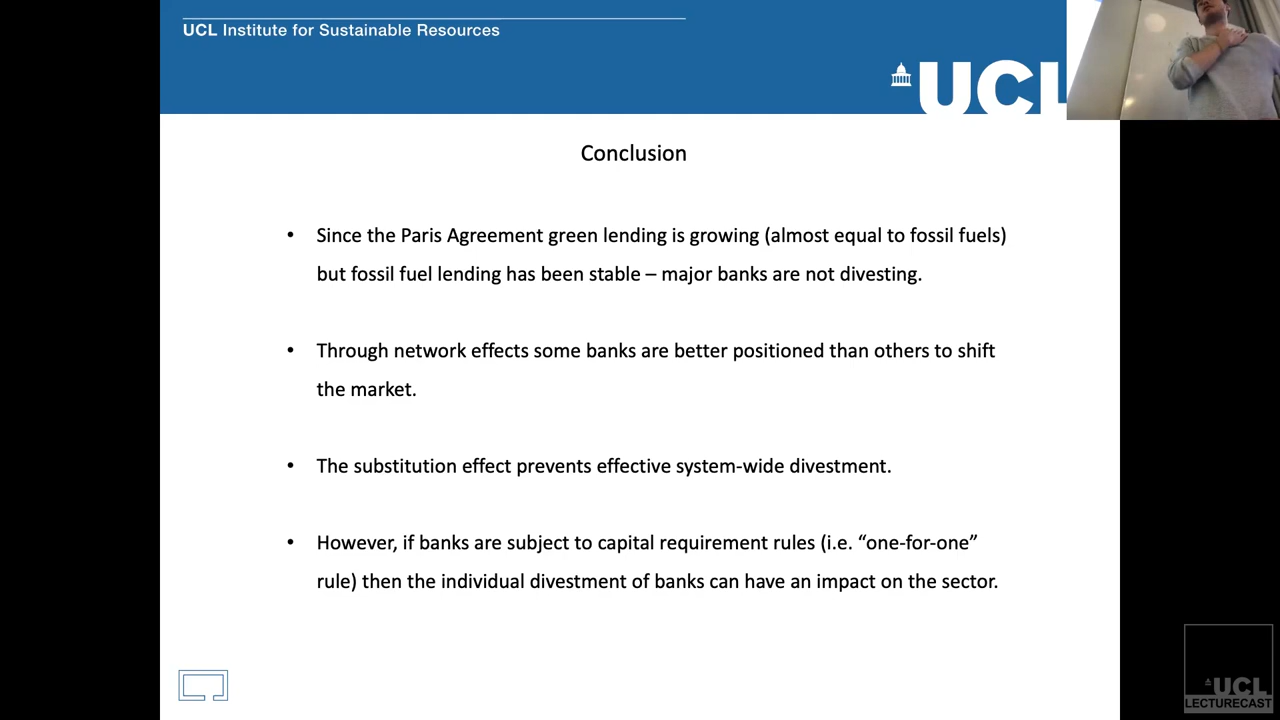 UCL Institute for Sustainable Resources
UCL
Conclusion
• Since the Paris Agreement green lending is growing (almost equal to fossil fuels)
but fossil fuel lending has been stable – major banks are not divesting.
• Through network effects some banks are better positioned than others to shift
the market.
• The substitution effect prevents effective system-wide divestment.
• However, if banks are subject to capital requirement rules (i.e. “one-for-one”
rule) then the individual divestment of banks can have an impact on the sector.
UCL
LECTURECAST